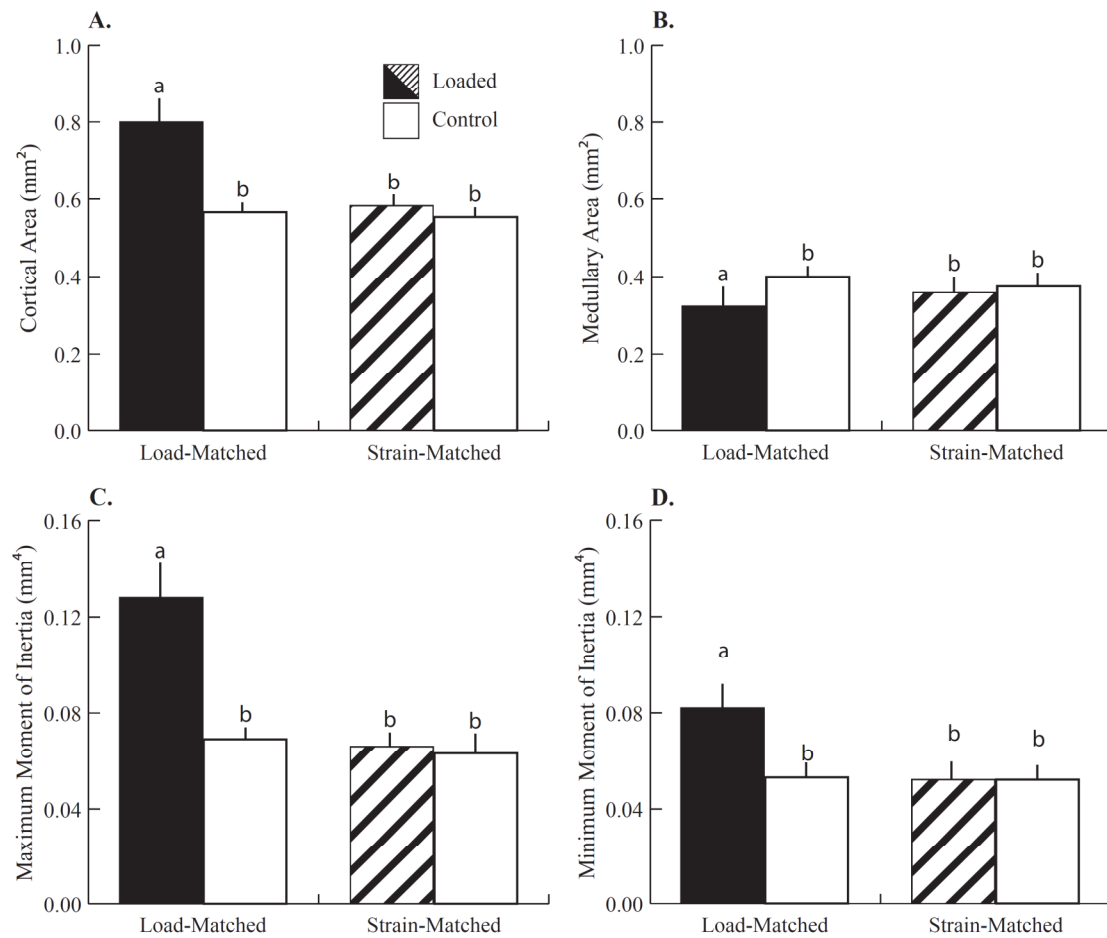 A.
Cortical Area (mm²)
1.0
0.8
0.6
0.4
0.2
0.0
a
b
b
b
Loaded
Control
Load-Matched
Strain-Matched
B.
Medullary Area (mm²)
1.0
0.8
0.6
0.4
0.2
0.0
a
b
b
b
Load-Matched
Strain-Matched
C.
Maximum Moment of Inertia (mm⁴)
0.16
0.12
0.08
0.04
0.00
a
b
b
b
Load-Matched
Strain-Matched
D.
Minimum Moment of Inertia (mm⁴)
0.16
0.12
0.08
0.04
0.00
a
b
b
b
Load-Matched
Strain-Matched